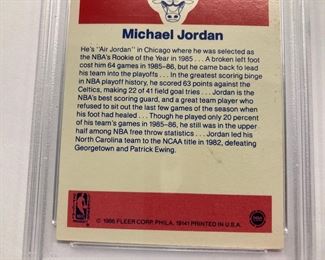 Michael Jordan
He's "Air Jordan" in Chicago where he was selected
as the NBA's Rookie of the Year in 1985 . . . A broken left foot
cost him 64 games in 1985-86, but he came back to lead
his team into the playoffs . . . In the greatest scoring binge
in NBA playoff history, he scored 63 points against the
Celtics, making 22 of 41 field goal tries . . . Jordan is the
NBA's best scoring guard, and a great team player who
refused to sit out the last few games of the season when
his foot had healed . . . Though he played only 20 percent
of his team's games in 1985-86, he still was in the upper
half among NBA free throw statistics . . . Jordan led his
North Carolina team to the NCAA title in 1982, defeating
Georgetown and Patrick Ewing.
© 1986 FLEER CORP. PHILA. 19141 PRINTED IN U.S.A.